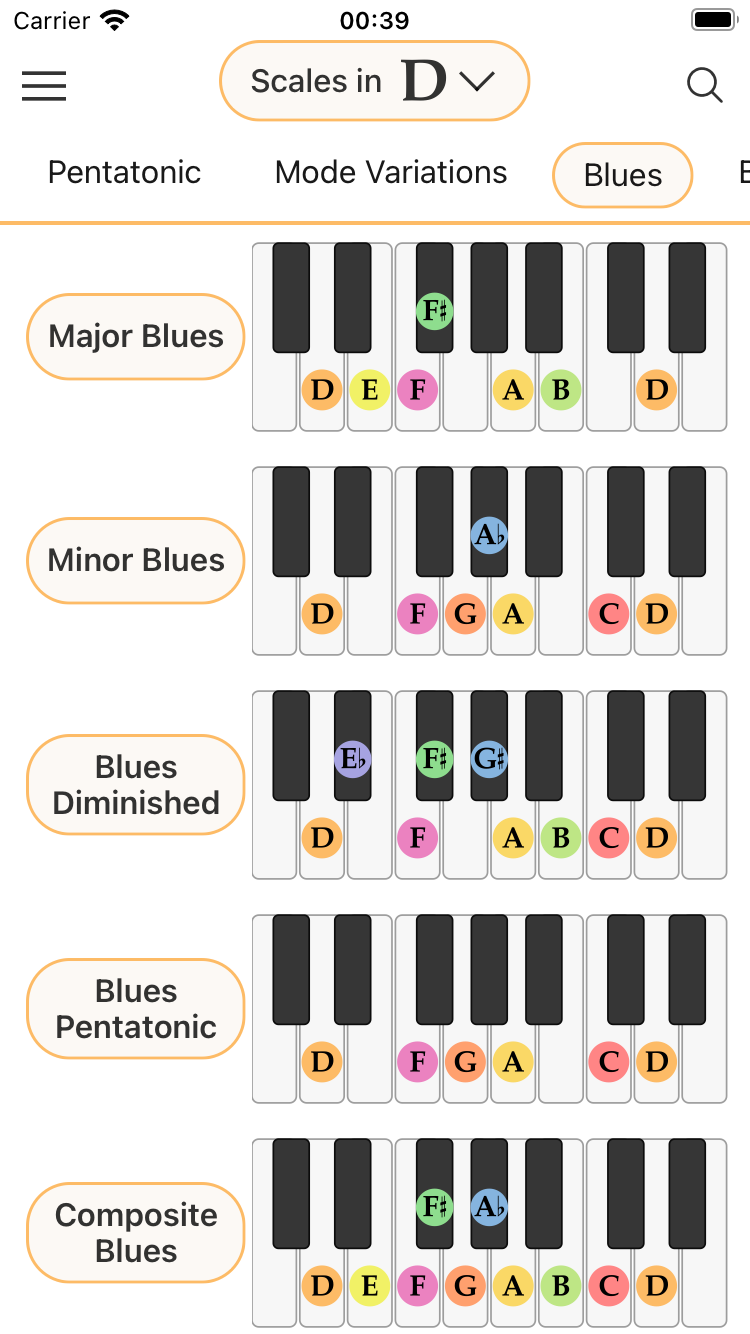 Carrier 00:39
Scales in D
Pentatonic Mode Variations Blues
Major Blues
F♯
D E F A B D
Minor Blues
A♭
D F G A C D
Blues
Diminished
E♭ F♯ G♯
D F A B C D
Blues
Pentatonic
D F G A C D
Composite
Blues
F♯ A♭
D E F G A B C D